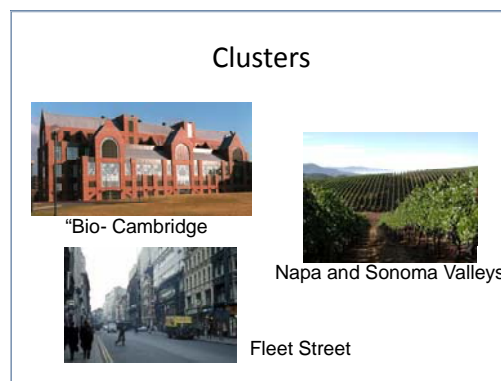 Clusters
“Bio- Cambridge
Napa and Sonoma Valleys
Fleet Street